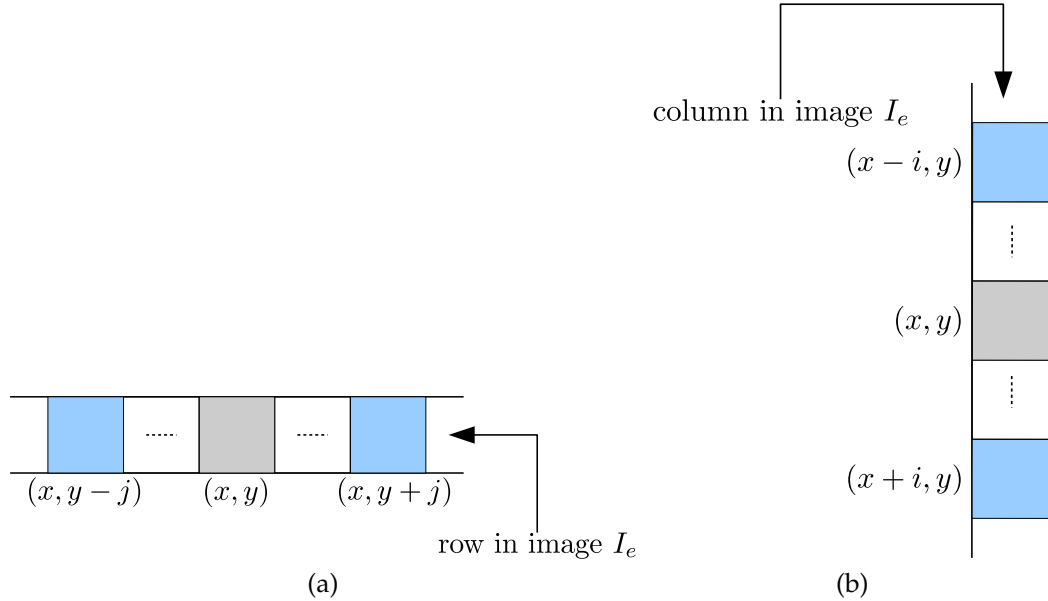 column in image I_e
(x − i, y)
(x, y)
(x + i, y)
(x, y − j)
(x, y)
(x, y + j)
row in image I_e
(a)
(b)